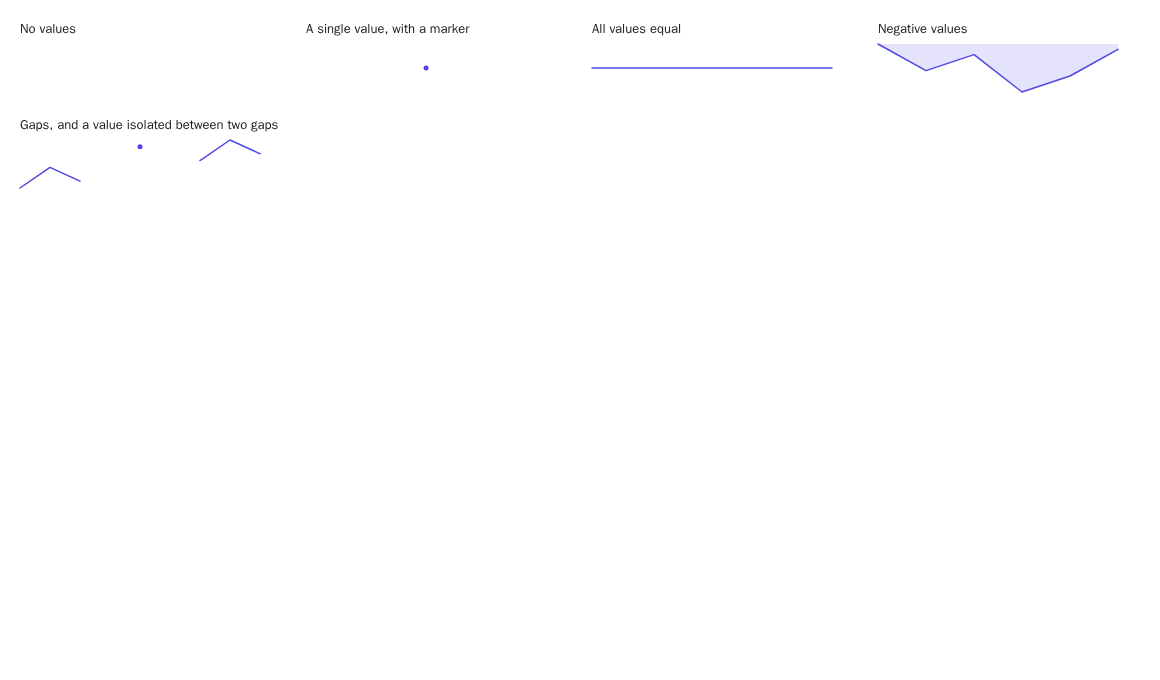 No values
A single value, with a marker
All values equal
Negative values
Gaps, and a value isolated between two gaps